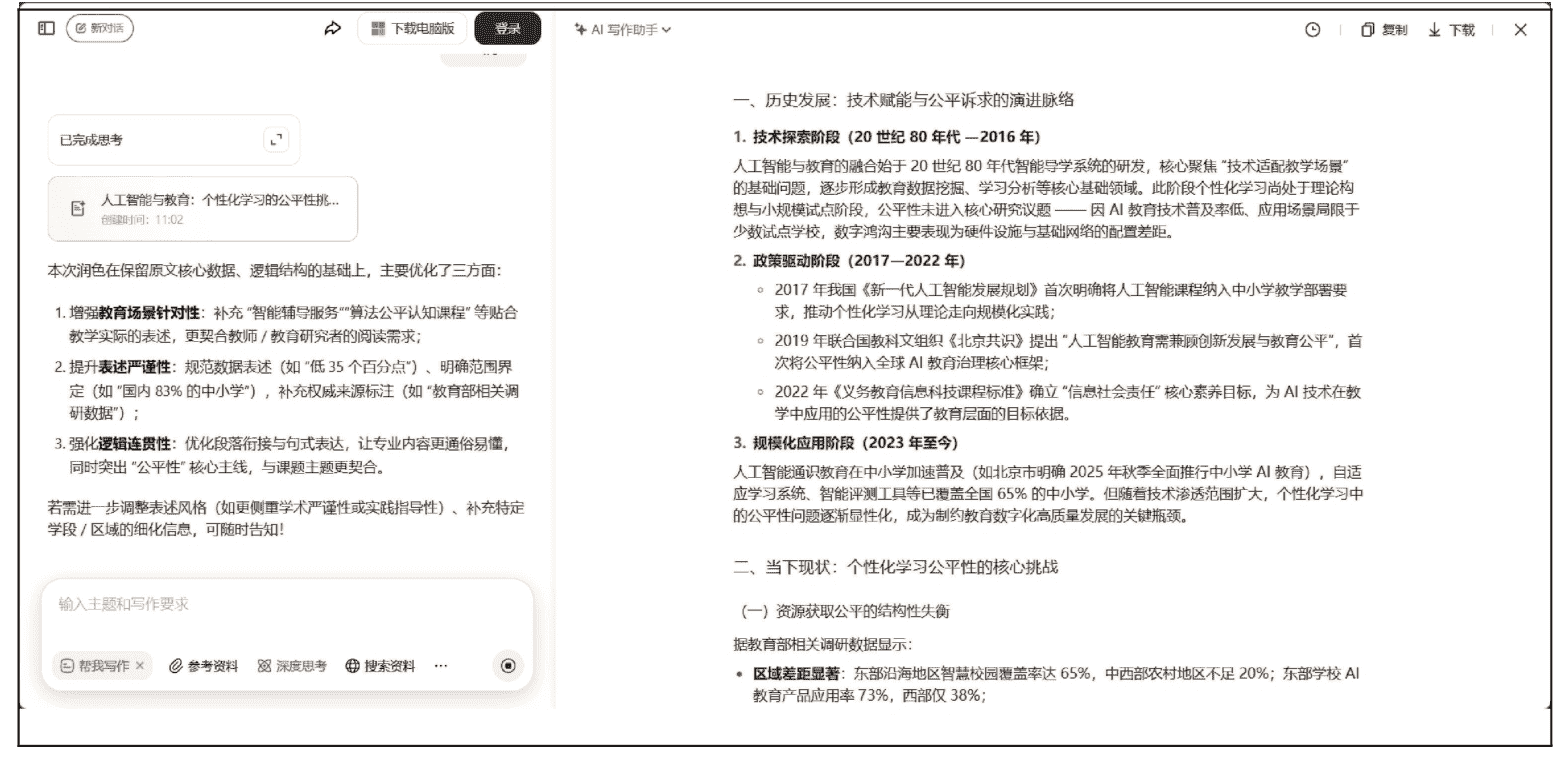 新对话
下载电脑版
登录
已完成思考
人工智能与教育：个性化学习的公平性挑...
创建时间：11:02
本次润色在保留原文核心数据、逻辑结构的基础上，主要优化了三方面：
1. 增强教育场景针对性：补充 “智能辅导服务”“算法公平认知课程” 等贴合
教学实际的表述，更契合教师 / 教育研究者的阅读需求；
2. 提升表述严谨性：规范数据表述（如 “低 35 个百分点”）、明确范围界
定（如 “国内 83% 的中小学”），补充权威来源标注（如 “教育部相关调
研数据”）；
3. 强化逻辑连贯性：优化段落衔接与句式表达，让专业内容更通俗易懂，
同时突出 “公平性” 核心主线，与课题主题更契合。
若需进一步调整表述风格（如更侧重学术严谨性或实践指导性）、补充特定
学段 / 区域的细化信息，可随时告知！
输入主题和写作要求
帮我写作 ×
参考资料
深度思考
搜索资料
···
AI 写作助手
复制
下载
一、历史发展：技术赋能与公平诉求的演进脉络
1. 技术探索阶段（20 世纪 80 年代 —2016 年）
人工智能与教育的融合始于 20 世纪 80 年代智能导学系统的研发，核心聚焦 “技术适配教学场景”
的基础问题，逐步形成教育数据挖掘、学习分析等核心基础领域。此阶段个性化学习尚处于理论构
想与小规模试点阶段，公平性未进入核心研究议题 —— 因 AI 教育技术普及率低、应用场景局限于
少数试点学校，数字鸿沟主要表现为硬件设施与基础网络的配置差距。
2. 政策驱动阶段（2017—2022 年）
○ 2017 年我国《新一代人工智能发展规划》首次明确将人工智能课程纳入中小学教学部署要
求，推动个性化学习从理论走向规模化实践；
○ 2019 年联合国教科文组织《北京共识》提出 “人工智能教育需兼顾创新发展与教育公平”，首
次将公平性纳入全球 AI 教育治理核心框架；
○ 2022 年《义务教育信息科技课程标准》确立 “信息社会责任” 核心素养目标，为 AI 技术在教
学中应用的公平性提供了教育层面的目标依据。
3. 规模化应用阶段（2023 年至今）
人工智能通识教育在中小学加速普及（如北京市明确 2025 年秋季全面推行中小学 AI 教育），自适
应学习系统、智能评测工具等已覆盖全国 65% 的中小学。但随着技术渗透范围扩大，个性化学习中
的公平性问题逐渐显性化，成为制约教育数字化高质量发展的关键瓶颈。
二、当下现状：个性化学习公平性的核心挑战
（一）资源获取公平的结构性失衡
据教育部相关调研数据显示：
• 区域差距显著：东部沿海地区智慧校园覆盖率达 65%，中西部农村地区不足 20%；东部学校 AI
教育产品应用率 73%，西部仅 38%；